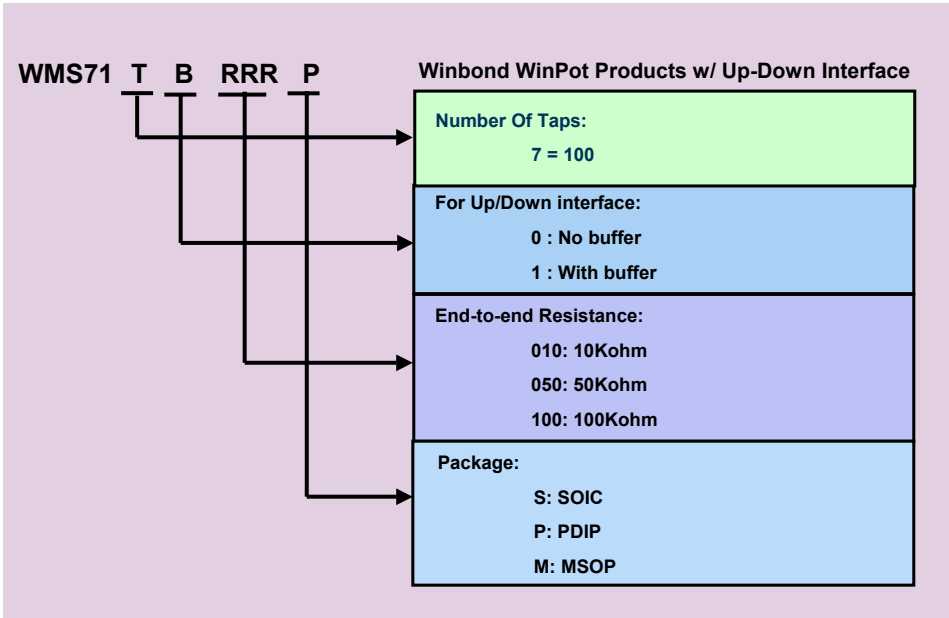 WMS71 T B RRR P
Winbond WinPot Products w/ Up-Down Interface
Number Of Taps:
7 = 100
For Up/Down interface:
0 : No buffer
1 : With buffer
End-to-end Resistance:
010: 10Kohm
050: 50Kohm
100: 100Kohm
Package:
S: SOIC
P: PDIP
M: MSOP